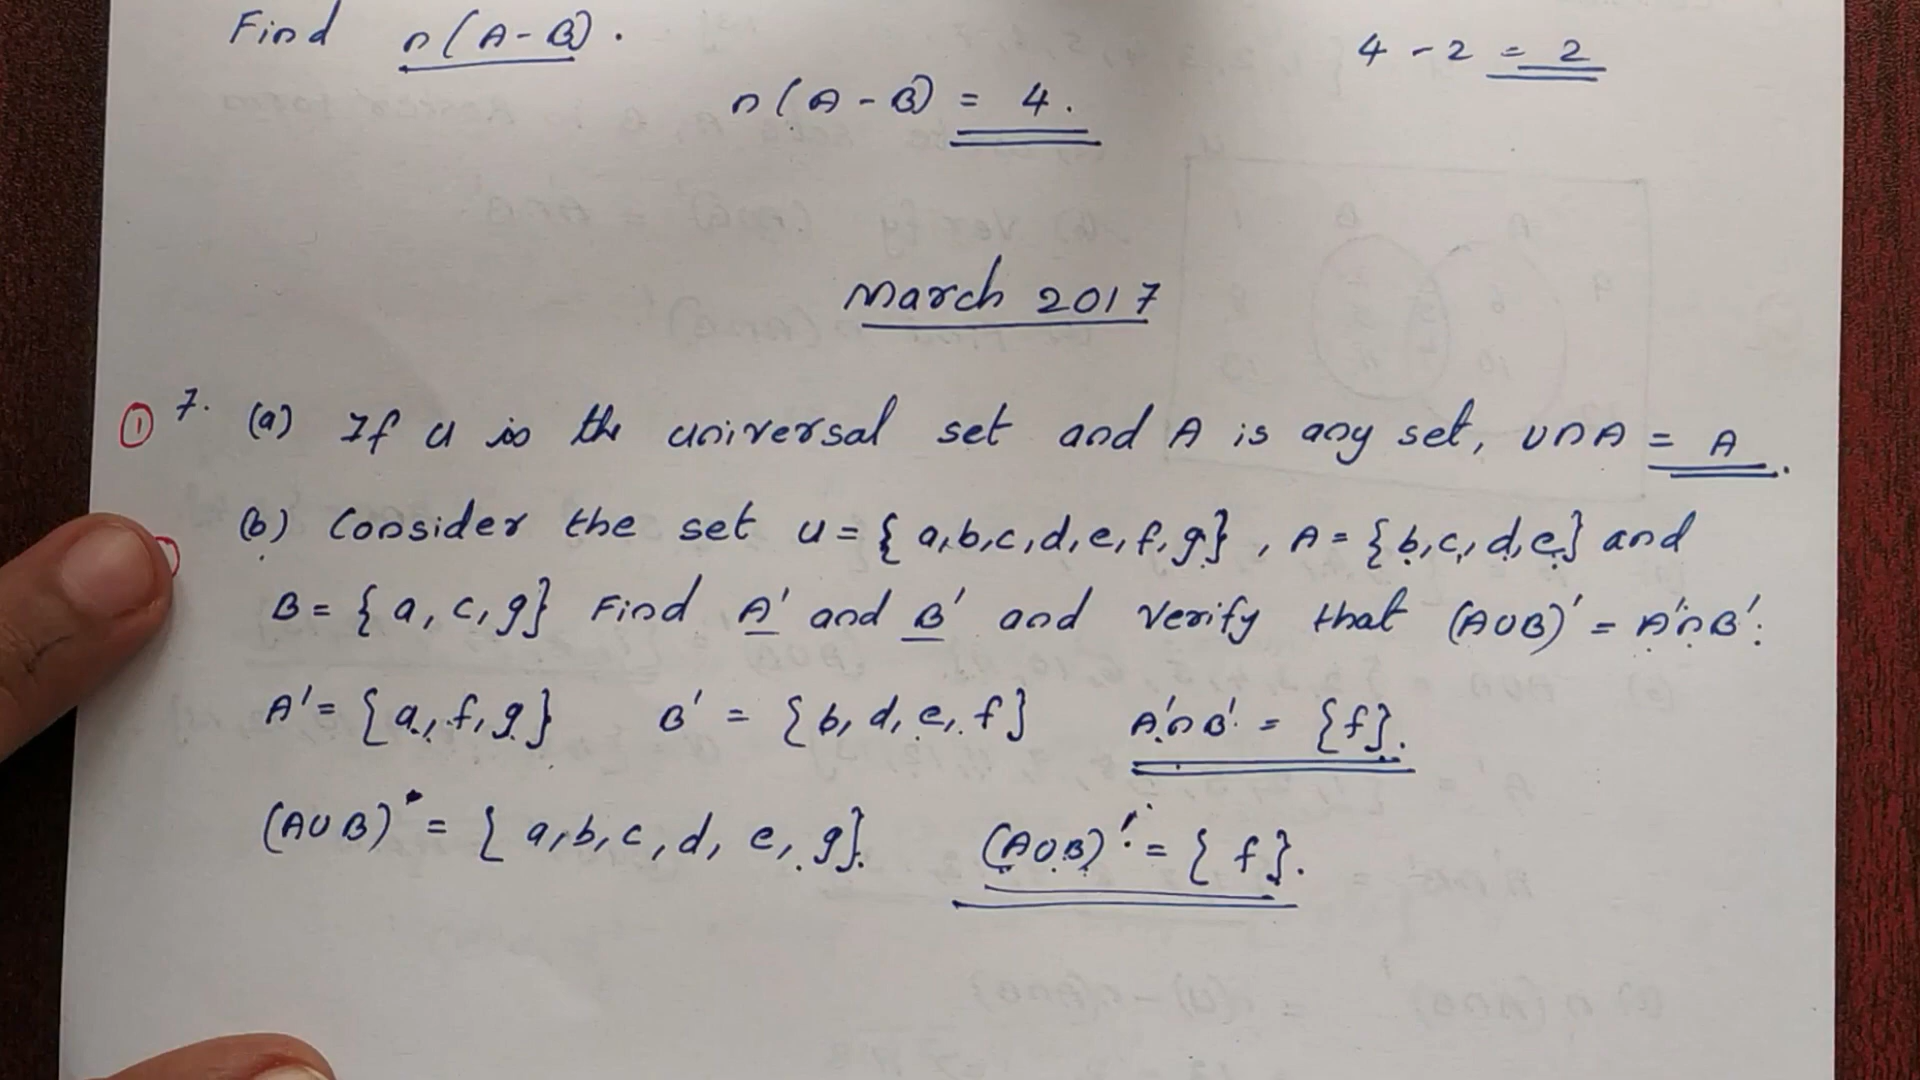 Find n(A-B).
4 - 2 = 2
n(A-B) = 4.
March 2017
① 7. (a) If U is the universal set and A is any set, U∩A = A.
(b) Consider the set U = {a,b,c,d,e,f,g}, A = {b,c,d,e} and
B = {a, c, g} Find A' and B' and verify that (A∪B)' = A'∩B'.
A' = {a, f, g} B' = {b, d, e, f} A'∩B' = {f}.
(A∪B) = {a,b,c,d,e,g}. (A∪B)' = {f}.